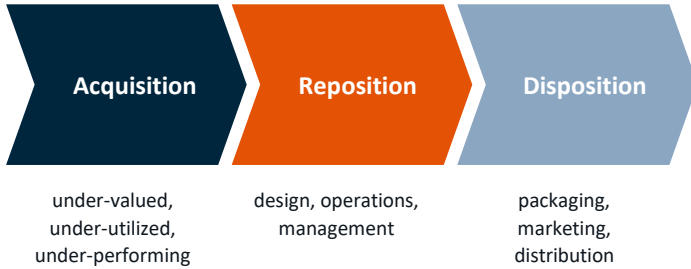 Acquisition
Reposition
Disposition
under-valued,
under-utilized,
under-performing
design, operations,
management
packaging,
marketing,
distribution